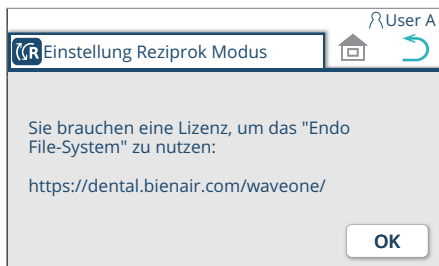 User A
R Einstellung Reziprok Modus
Sie brauchen eine Lizenz, um das "Endo
File-System" zu nutzen:
https://dental.bienair.com/waveone/
OK